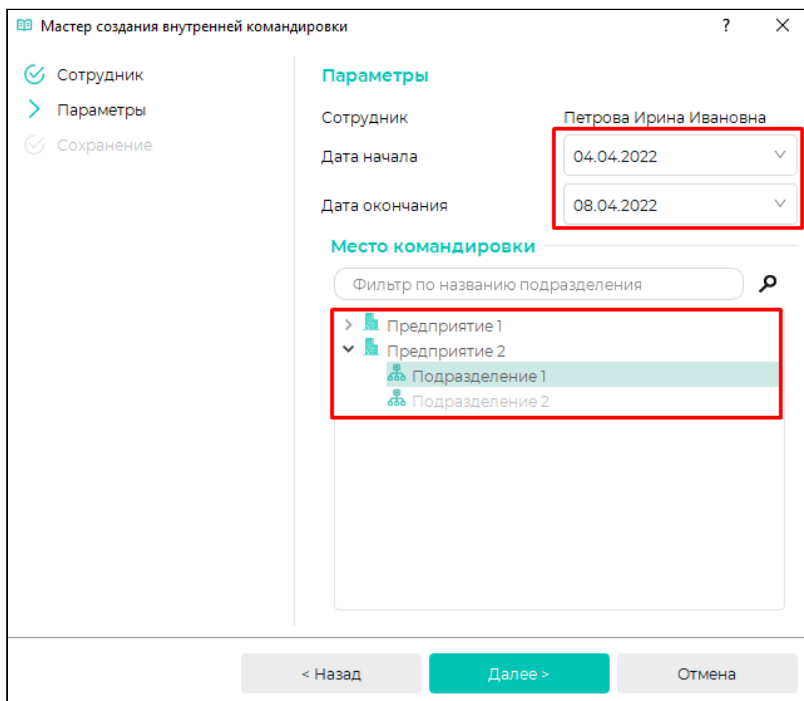 Мастер создания внутренней командировки
?
Сотрудник
Параметры
Сохранение
Параметры
Сотрудник Петрова Ирина Ивановна
Дата начала 04.04.2022
Дата окончания 08.04.2022
Место командировки
Фильтр по названию подразделения
Предприятие 1
Предприятие 2
Подразделение 1
Подразделение 2
< Назад Далее > Отмена